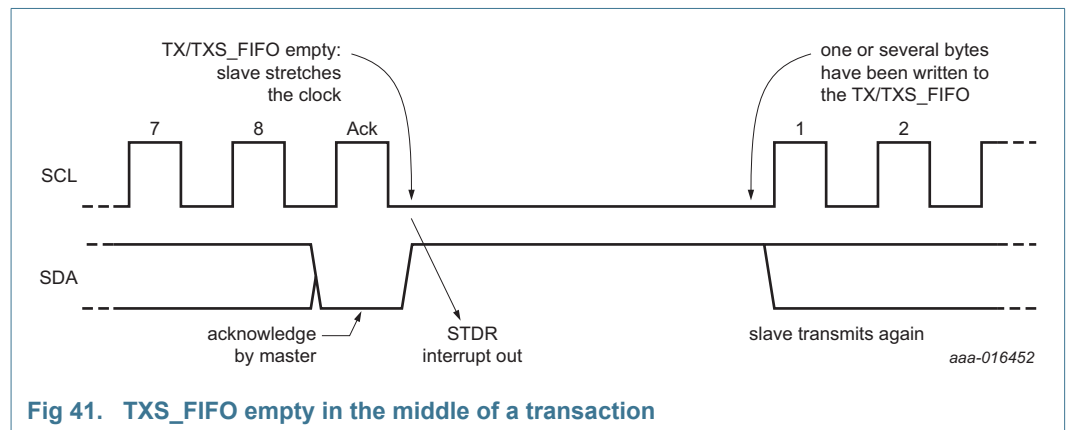 TX/TXS_FIFO empty:
slave stretches
the clock
one or several bytes
have been written to
the TX/TXS_FIFO
7
8
Ack
1
2
SCL
SDA
acknowledge
by master
STDR
interrupt out
slave transmits again
aaa-016452
Fig 41. TXS_FIFO empty in the middle of a transaction